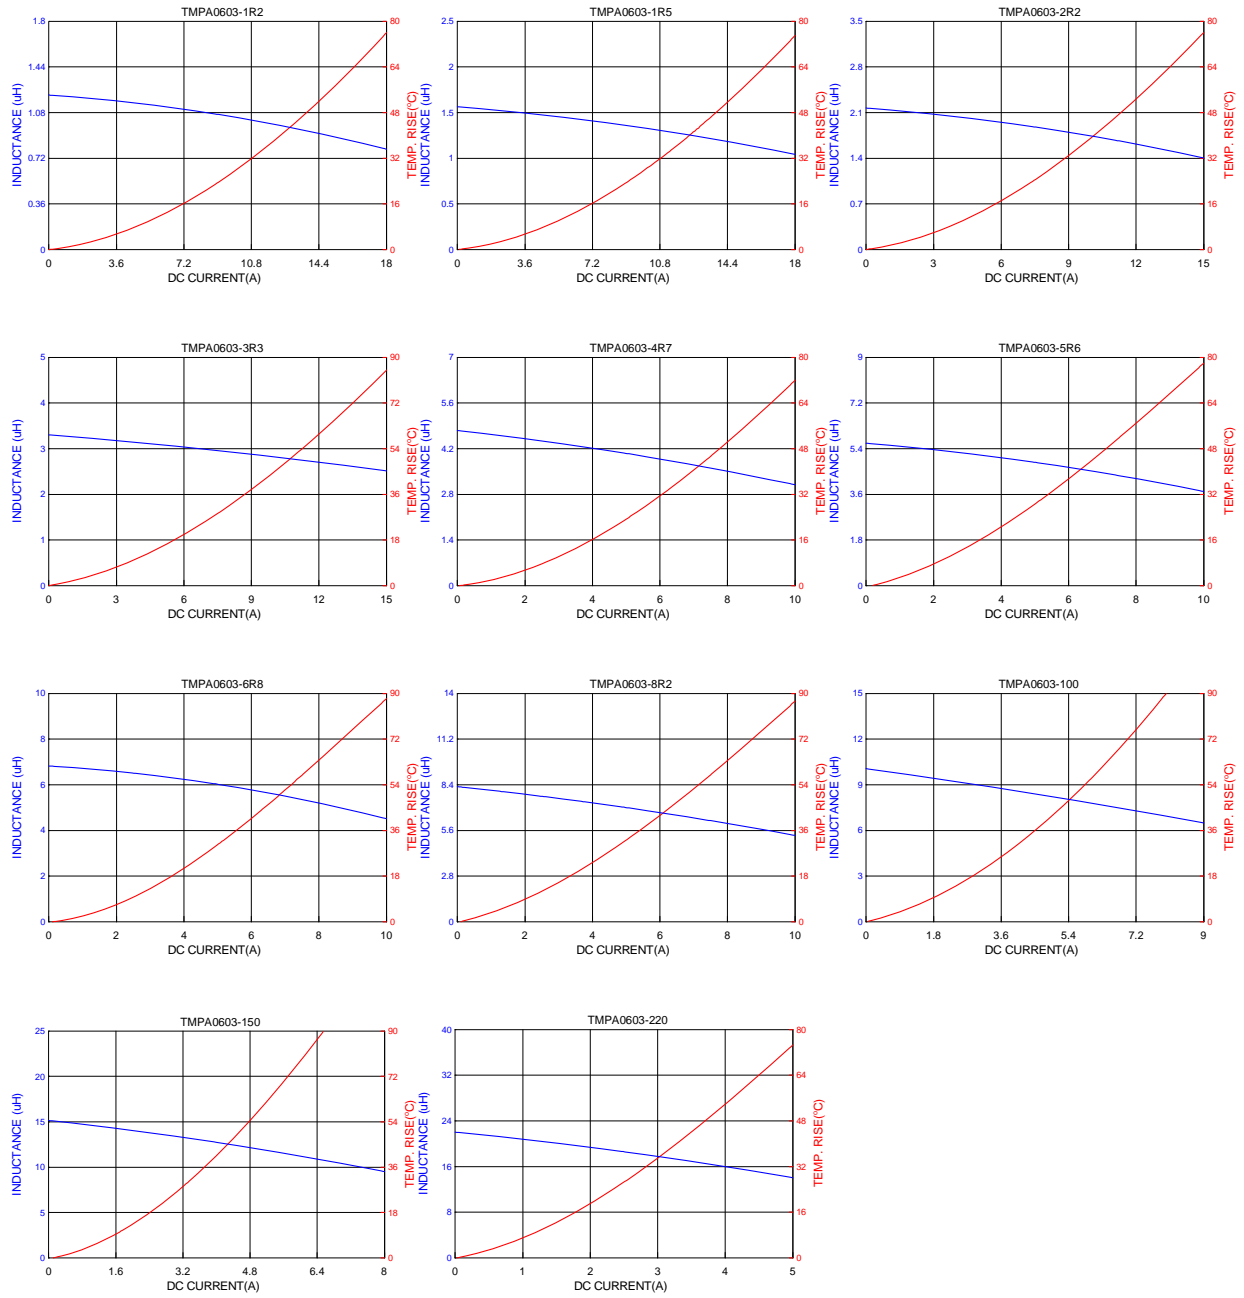 TMPA0603-1R2
1.8
1.44
1.08
0.72
0.36
0
INDUCTANCE (uH)
0 3.6 7.2 10.8 14.4 18
DC CURRENT(A)
80
64
48
32
16
0
TEMP. RISE(ºC)
TMPA0603-1R5
2.5
2
1.5
1
0.5
0
INDUCTANCE (uH)
0 3.6 7.2 10.8 14.4 18
DC CURRENT(A)
80
64
48
32
16
0
TEMP. RISE(ºC)
TMPA0603-2R2
3.5
2.8
2.1
1.4
0.7
0
INDUCTANCE (uH)
0 3 6 9 12 15
DC CURRENT(A)
80
64
48
32
16
0
TEMP. RISE(ºC)
TMPA0603-3R3
5
4
3
2
1
0
INDUCTANCE (uH)
0 3 6 9 12 15
DC CURRENT(A)
90
72
54
36
18
0
TEMP. RISE(ºC)
TMPA0603-4R7
7
5.6
4.2
2.8
1.4
0
INDUCTANCE (uH)
0 2 4 6 8 10
DC CURRENT(A)
80
64
48
32
16
0
TEMP. RISE(ºC)
TMPA0603-5R6
9
7.2
5.4
3.6
1.8
0
INDUCTANCE (uH)
0 2 4 6 8 10
DC CURRENT(A)
80
64
48
32
16
0
TEMP. RISE(ºC)
TMPA0603-6R8
10
8
6
4
2
0
INDUCTANCE (uH)
0 2 4 6 8 10
DC CURRENT(A)
90
72
54
36
18
0
TEMP. RISE(ºC)
TMPA0603-8R2
14
11.2
8.4
5.6
2.8
0
INDUCTANCE (uH)
0 2 4 6 8 10
DC CURRENT(A)
90
72
54
36
18
0
TEMP. RISE(ºC)
TMPA0603-100
15
12
9
6
3
0
INDUCTANCE (uH)
0 1.8 3.6 5.4 7.2 9
DC CURRENT(A)
90
72
54
36
18
0
TEMP. RISE(ºC)
TMPA0603-150
25
20
15
10
5
0
INDUCTANCE (uH)
0 1.6 3.2 4.8 6.4 8
DC CURRENT(A)
90
72
54
36
18
0
TEMP. RISE(ºC)
TMPA0603-220
40
32
24
16
8
0
INDUCTANCE (uH)
0 1 2 3 4 5
DC CURRENT(A)
80
64
48
32
16
0
TEMP. RISE(ºC)